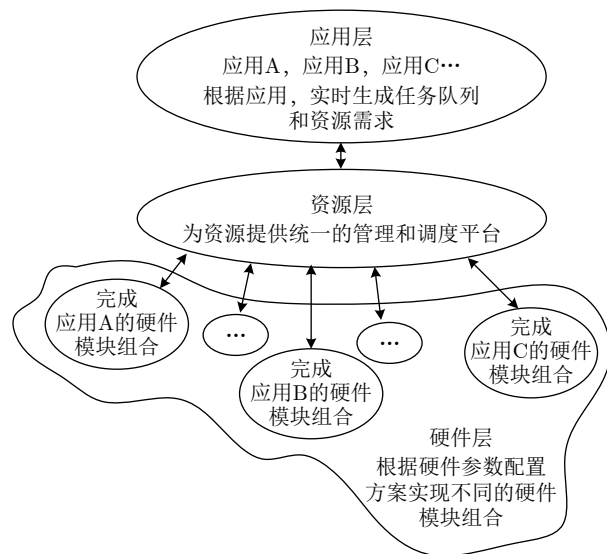 应用层
应用A，应用B，应用C…
根据应用，实时生成任务队列
和资源需求
资源层
为资源提供统一的管理和调度平台
完成
应用A的硬件
模块组合
…
完成
应用B的硬件
模块组合
…
完成
应用C的硬件
模块组合
硬件层
根据硬件参数配置
方案实现不同的硬件
模块组合